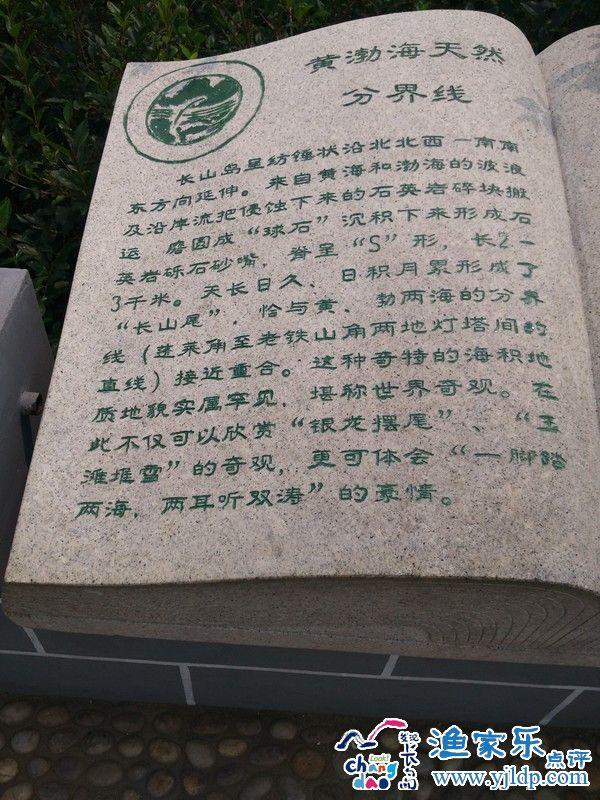 黄渤海天然
分界线
长山岛呈纺锤状沿北北西一南南
东方向延伸。来自黄海和渤海的波浪
及沿岸流把侵蚀下来的石英岩碎块搬
运 磨圆成“球石”沉积下来形成石
英岩砾石砂嘴，脊呈“S”形，长2一
3千米。天长日久、日积月累形成了
“长山尾”，恰与黄、勃两海的分界
线（蓬莱角至老铁山角两地灯塔间的
直线）接近重合。这种奇特的海积地
质地貌实属罕见，堪称世界奇观。在
此不仅可以欣赏“银龙摆尾”、“玉
滩堆雪”的奇观，更可体会“一脚踏
两海，两耳听双涛”的豪情。
Look!
chang
dao
长岛
渔家乐
点评
www.yjldp.com